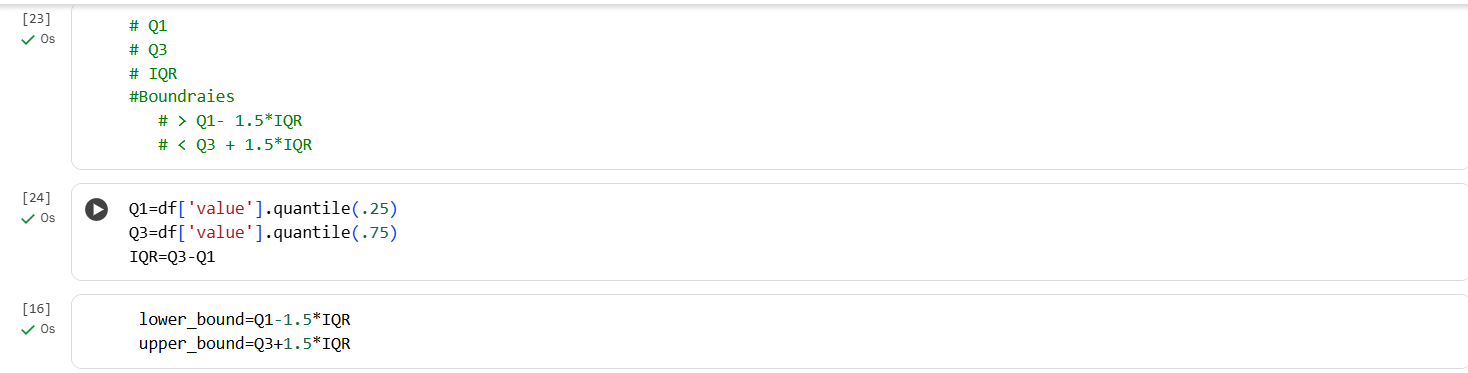 [23]
0s
# Q1
# Q3
# IQR
#Boundraies
# > Q1- 1.5*IQR
# < Q3 + 1.5*IQR
[24]
0s
Q1=df['value'].quantile(.25)
Q3=df['value'].quantile(.75)
IQR=Q3-Q1
[16]
0s
lower_bound=Q1-1.5*IQR
upper_bound=Q3+1.5*IQR